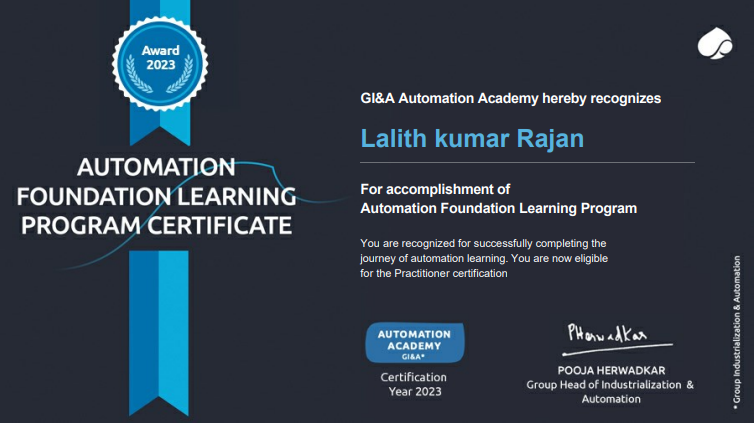 Award
2023
AUTOMATION
FOUNDATION LEARNING
PROGRAM CERTIFICATE
GI&A Automation Academy hereby recognizes
Lalith kumar Rajan
For accomplishment of
Automation Foundation Learning Program
You are recognized for successfully completing the
journey of automation learning. You are now eligible
for the Practitioner certification
AUTOMATION
ACADEMY
GI&A*
Certification
Year 2023
PHerwadkar
POOJA HERWADKAR
Group Head of Industrialization &
Automation
* Group Industrialization & Automation